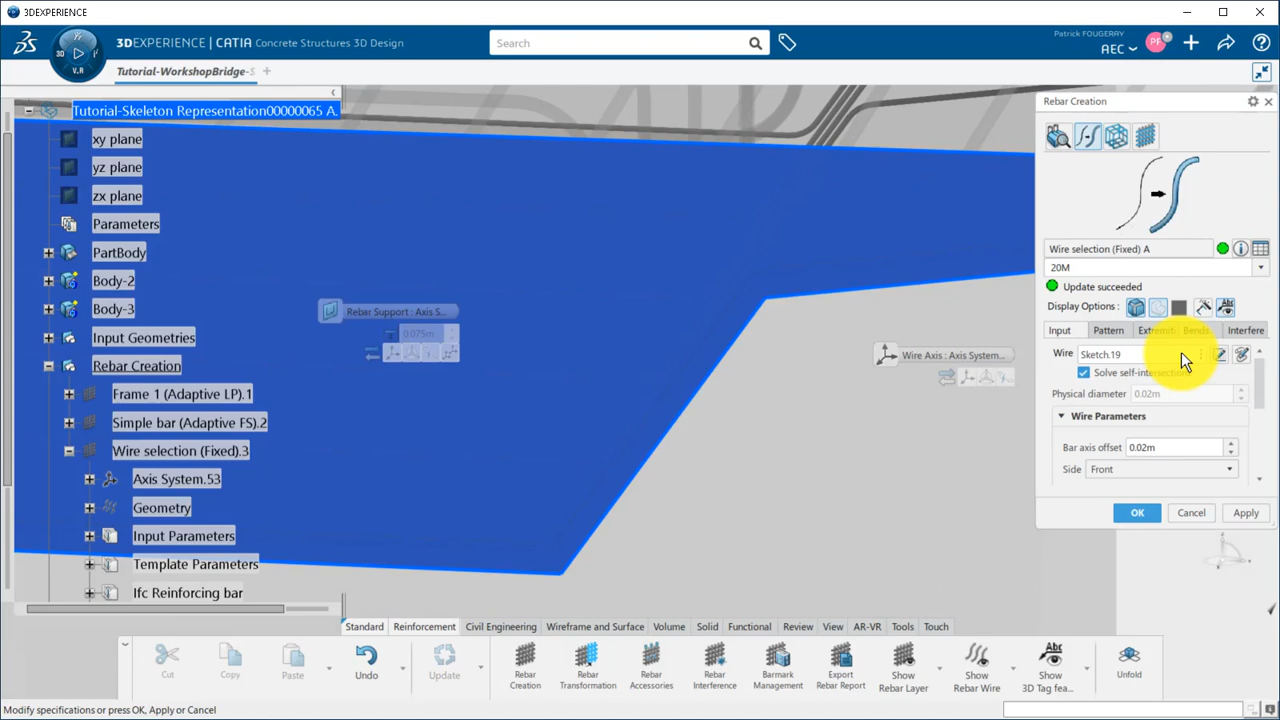 3DEXPERIENCE
3DEXPERIENCE | CATIA Concrete Structures 3D Design
Search
Patrick FOUGERAY
AEC
PF
3D
V.R
Tutorial-WorkshopBridge-S
Tutorial-Skeleton Representation00000065 A.
xy plane
yz plane
zx plane
Parameters
PartBody
Body-2
Body-3
Input Geometries
Rebar Creation
Frame 1 (Adaptive LP).1
Simple bar (Adaptive FS).2
Wire selection (Fixed).3
Axis System.53
Geometry
Input Parameters
Template Parameters
Ifc Reinforcing bar
Rebar Support : Axis S...
0.075m
Wire Axis : Axis System...
Rebar Creation
Wire selection (Fixed) A
20M
Update succeeded
Display Options :
Input Pattern Extremit Bends Interfere
Wire Sketch.19
Solve self-intersections
Physical diameter 0.02m
Wire Parameters
Bar axis offset 0.02m
Side Front
OK Cancel Apply
Standard Reinforcement Civil Engineering Wireframe and Surface Volume Solid Functional Review View AR-VR Tools Touch
Cut
Copy
Paste
Undo
Update
Rebar Creation
Rebar Transformation
Rebar Accessories
Rebar Interference
Barmark Management
Export Rebar Report
Show Rebar Layer
Show Rebar Wire
Abc
Show 3D Tag fea...
Unfold
Modify specifications or press OK, Apply or Cancel